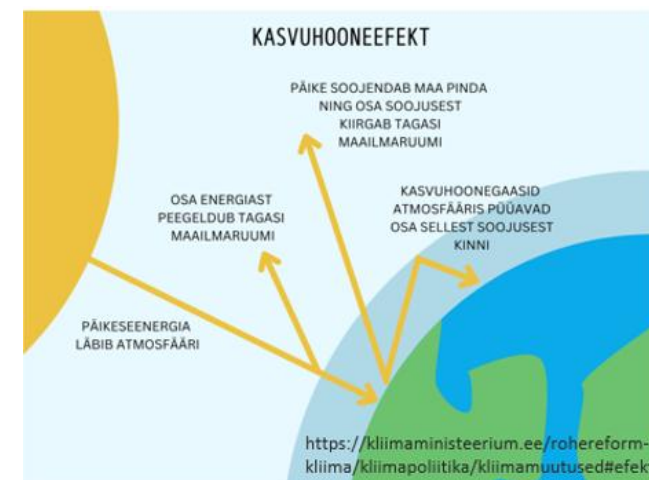 KASVUHOONEEFEKT
PÄIKE SOOJENDAB MAA PINDA
NING OSA SOOJUSEST
KIIRGAB TAGASI
MAAILMARUUMI
OSA ENERGIAST
PEEGELDUB TAGASI
MAAILMARUUMI
KASVUHOONEGAASID
ATMOSFÄÄRIS PÜÜAVAD
OSA SELLEST SOOJUSEST
KINNI
PÄIKESEENERGIA
LÄBIB ATMOSFÄÄRI
https://kliimaministeerium.ee/rohereform-
kliima/kliimapoliitika/kliimamuutused#efekt